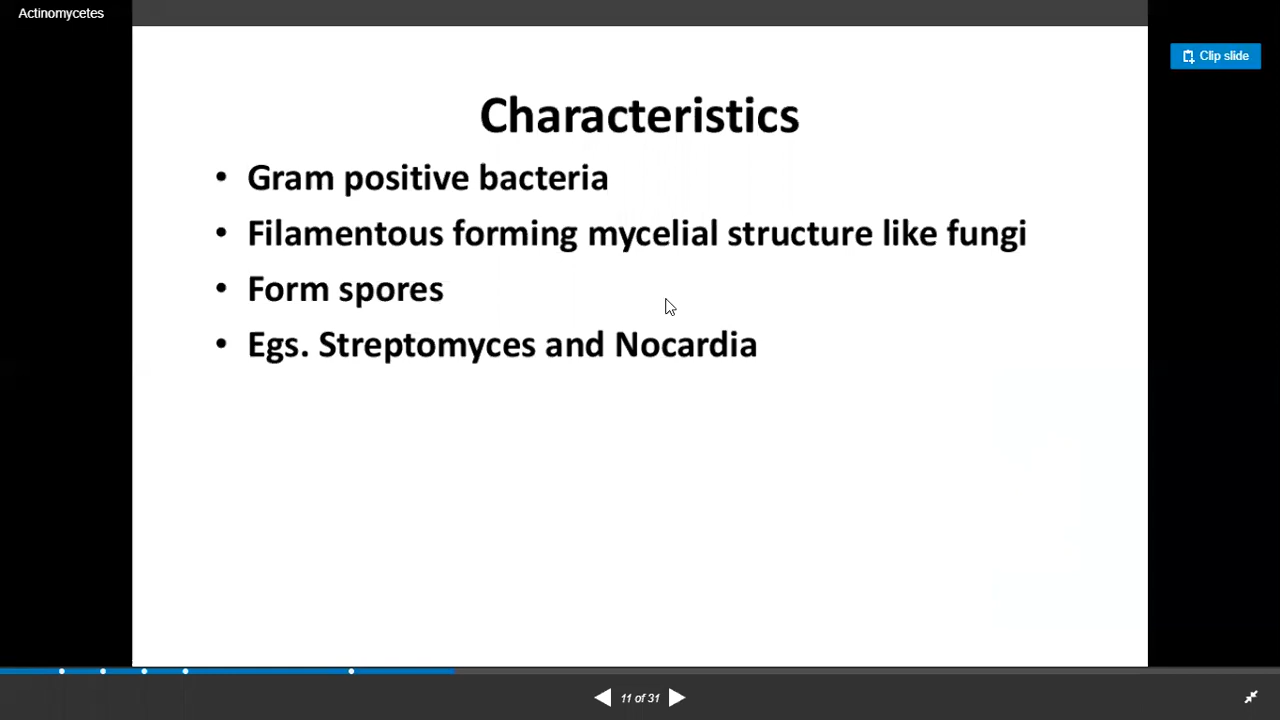 Actinomycetes
Clip slide
Characteristics
• Gram positive bacteria
• Filamentous forming mycelial structure like fungi
• Form spores
• Egs. Streptomyces and Nocardia
11 of 31